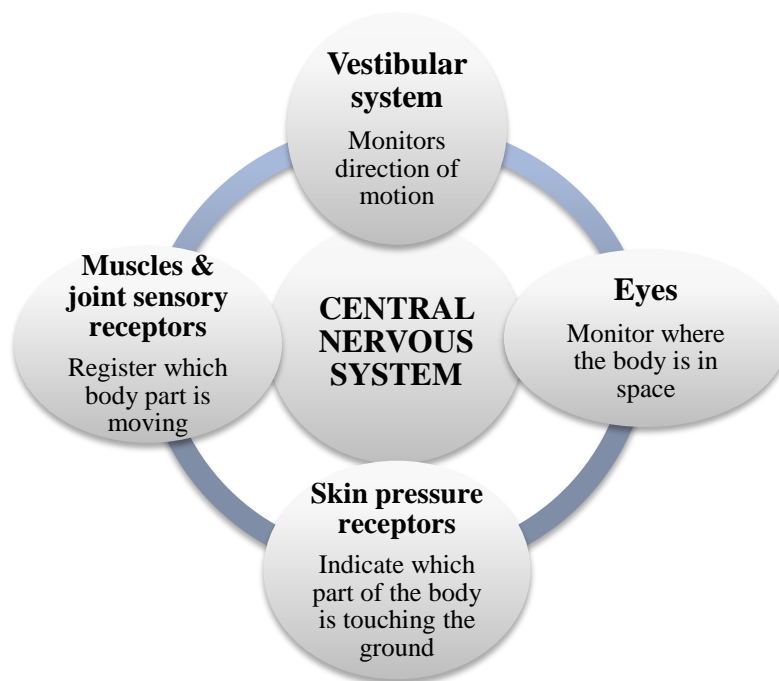 Vestibular
system
Monitors
direction of
motion
Muscles &
joint sensory
receptors
Register which
body part is
moving
CENTRAL
NERVOUS
SYSTEM
Eyes
Monitor where
the body is in
space
Skin pressure
receptors
Indicate which
part of the body
is touching the
ground